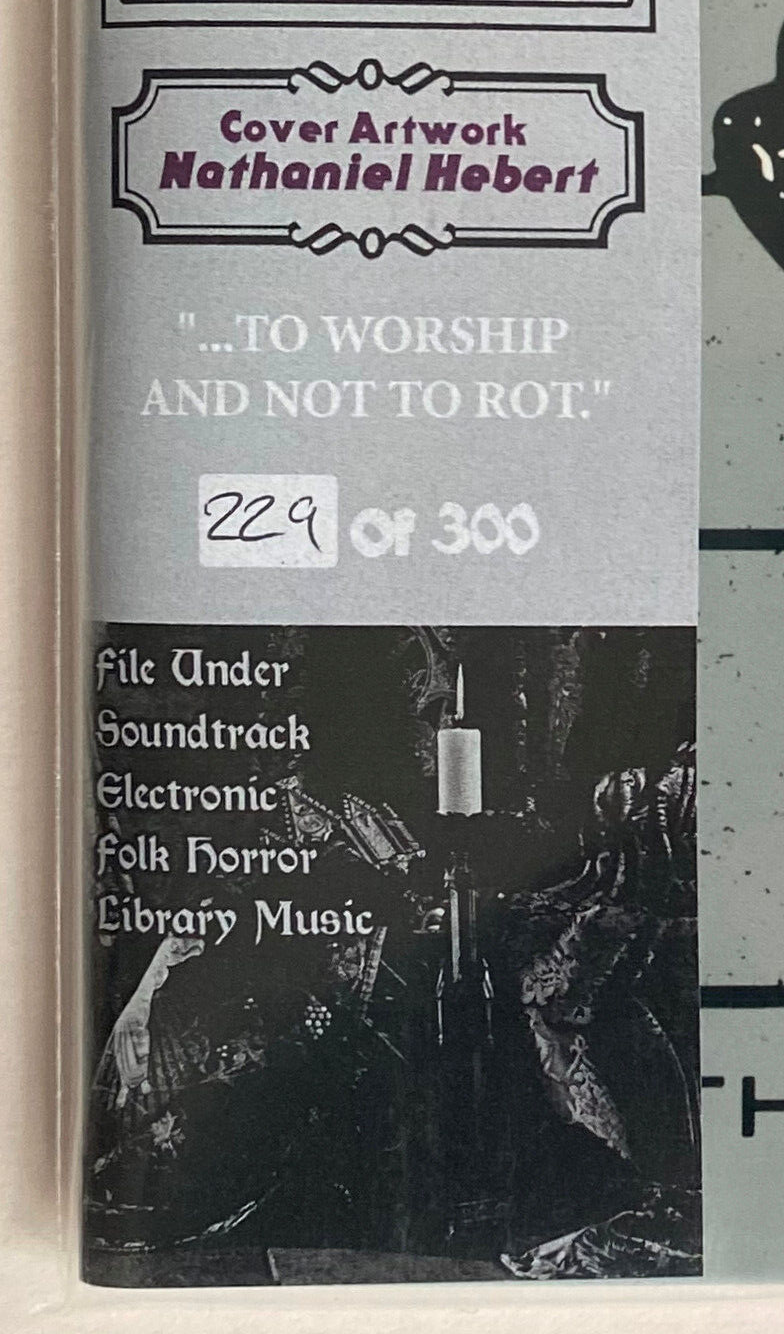 Cover Artwork
Nathaniel Hebert
"...TO WORSHIP
AND NOT TO ROT."
229 of 300
File Under
Soundtrack
Electronic
Folk Horror
Library Music